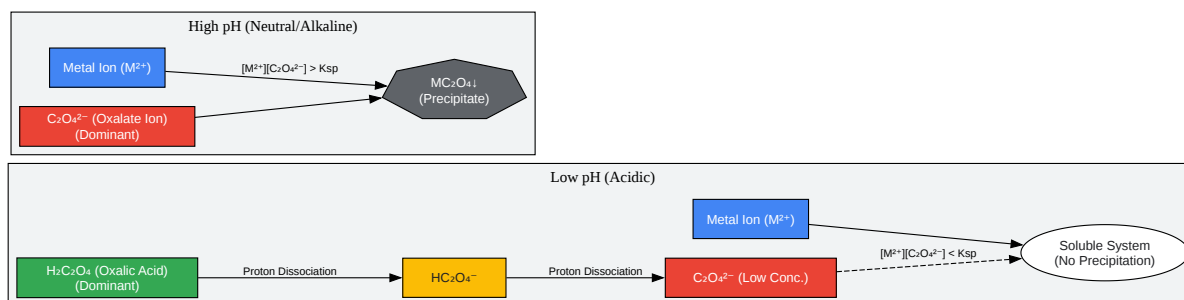 High pH (Neutral/Alkaline)
Metal Ion (M²⁺)
[M²⁺][C₂O₄²⁻] > Ksp
MC₂O₄↓
(Precipitate)
C₂O₄²⁻ (Oxalate Ion)
(Dominant)
Low pH (Acidic)
Metal Ion (M²⁺)
H₂C₂O₄ (Oxalic Acid)
(Dominant)
Proton Dissociation
HC₂O₄⁻
Proton Dissociation
C₂O₄²⁻ (Low Conc.)
[M²⁺][C₂O₄²⁻] < Ksp
Soluble System
(No Precipitation)